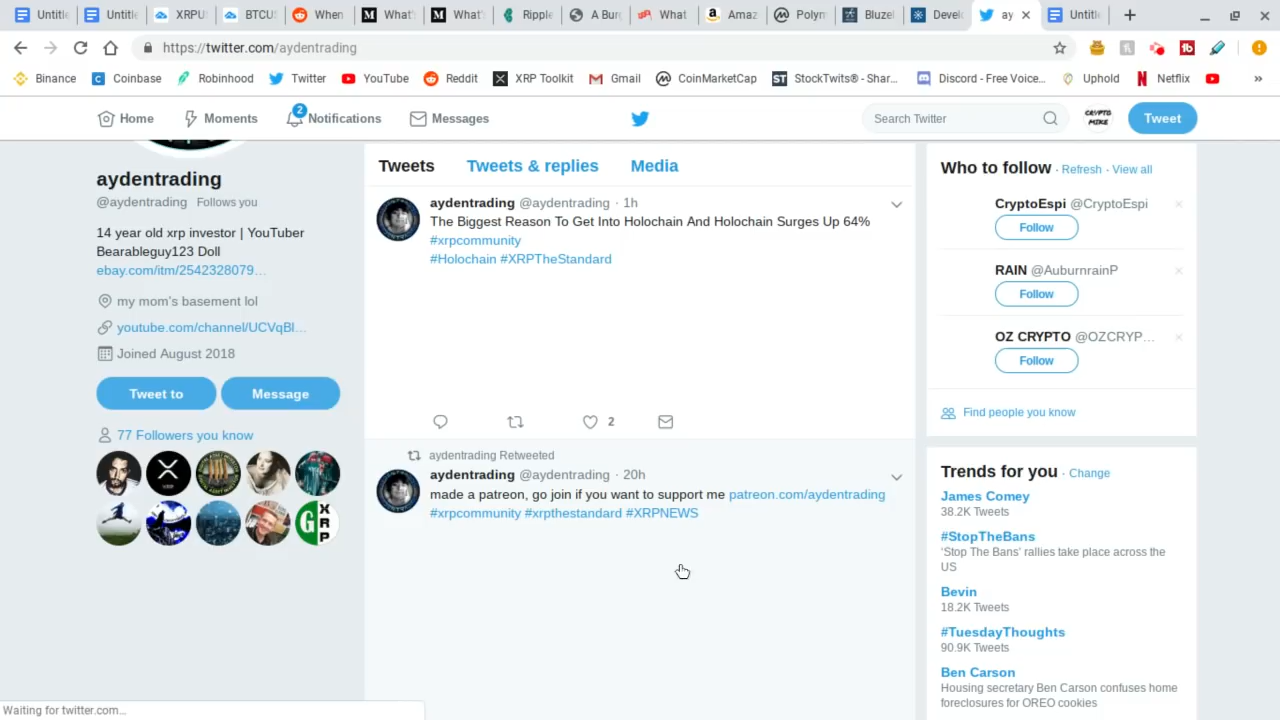 Untitle
Untitle
XRPU
BTCU
When
What'
What'
Ripple
A Bur
What
Amaz
Polym
Bluzel
Devel
ay
Untitl
https://twitter.com/aydentrading
Binance
Coinbase
Robinhood
Twitter
YouTube
Reddit
XRP Toolkit
Gmail
CoinMarketCap
StockTwits® - Shar…
Discord - Free Voice…
Uphold
Netflix
»
Home
Moments
2
Notifications
Messages
Search Twitter
CRYPTO
MIKE
Tweet
aydentrading
@aydentrading Follows you
14 year old xrp investor | YouTuber
Bearableguy123 Doll
ebay.com/itm/2542328079…
my mom's basement lol
youtube.com/channel/UCVqBl…
Joined August 2018
Tweet to
Message
77 Followers you know
Tweets
Tweets & replies
Media
aydentrading @aydentrading · 1h
The Biggest Reason To Get Into Holochain And Holochain Surges Up 64%
#xrpcommunity
#Holochain #XRPTheStandard
2
aydentrading Retweeted
aydentrading @aydentrading · 20h
made a patreon, go join if you want to support me patreon.com/aydentrading
#xrpcommunity #xrpthestandard #XRPNEWS
Who to follow · Refresh · View all
CryptoEspi @CryptoEspi
Follow
RAIN @AuburnrainP
Follow
OZ CRYPTO @OZCRYP…
Follow
Find people you know
Trends for you · Change
James Comey
38.2K Tweets
#StopTheBans
'Stop The Bans' rallies take place across the
US
Bevin
18.2K Tweets
#TuesdayThoughts
90.9K Tweets
Ben Carson
Housing secretary Ben Carson confuses home
foreclosures for OREO cookies
Waiting for twitter.com…